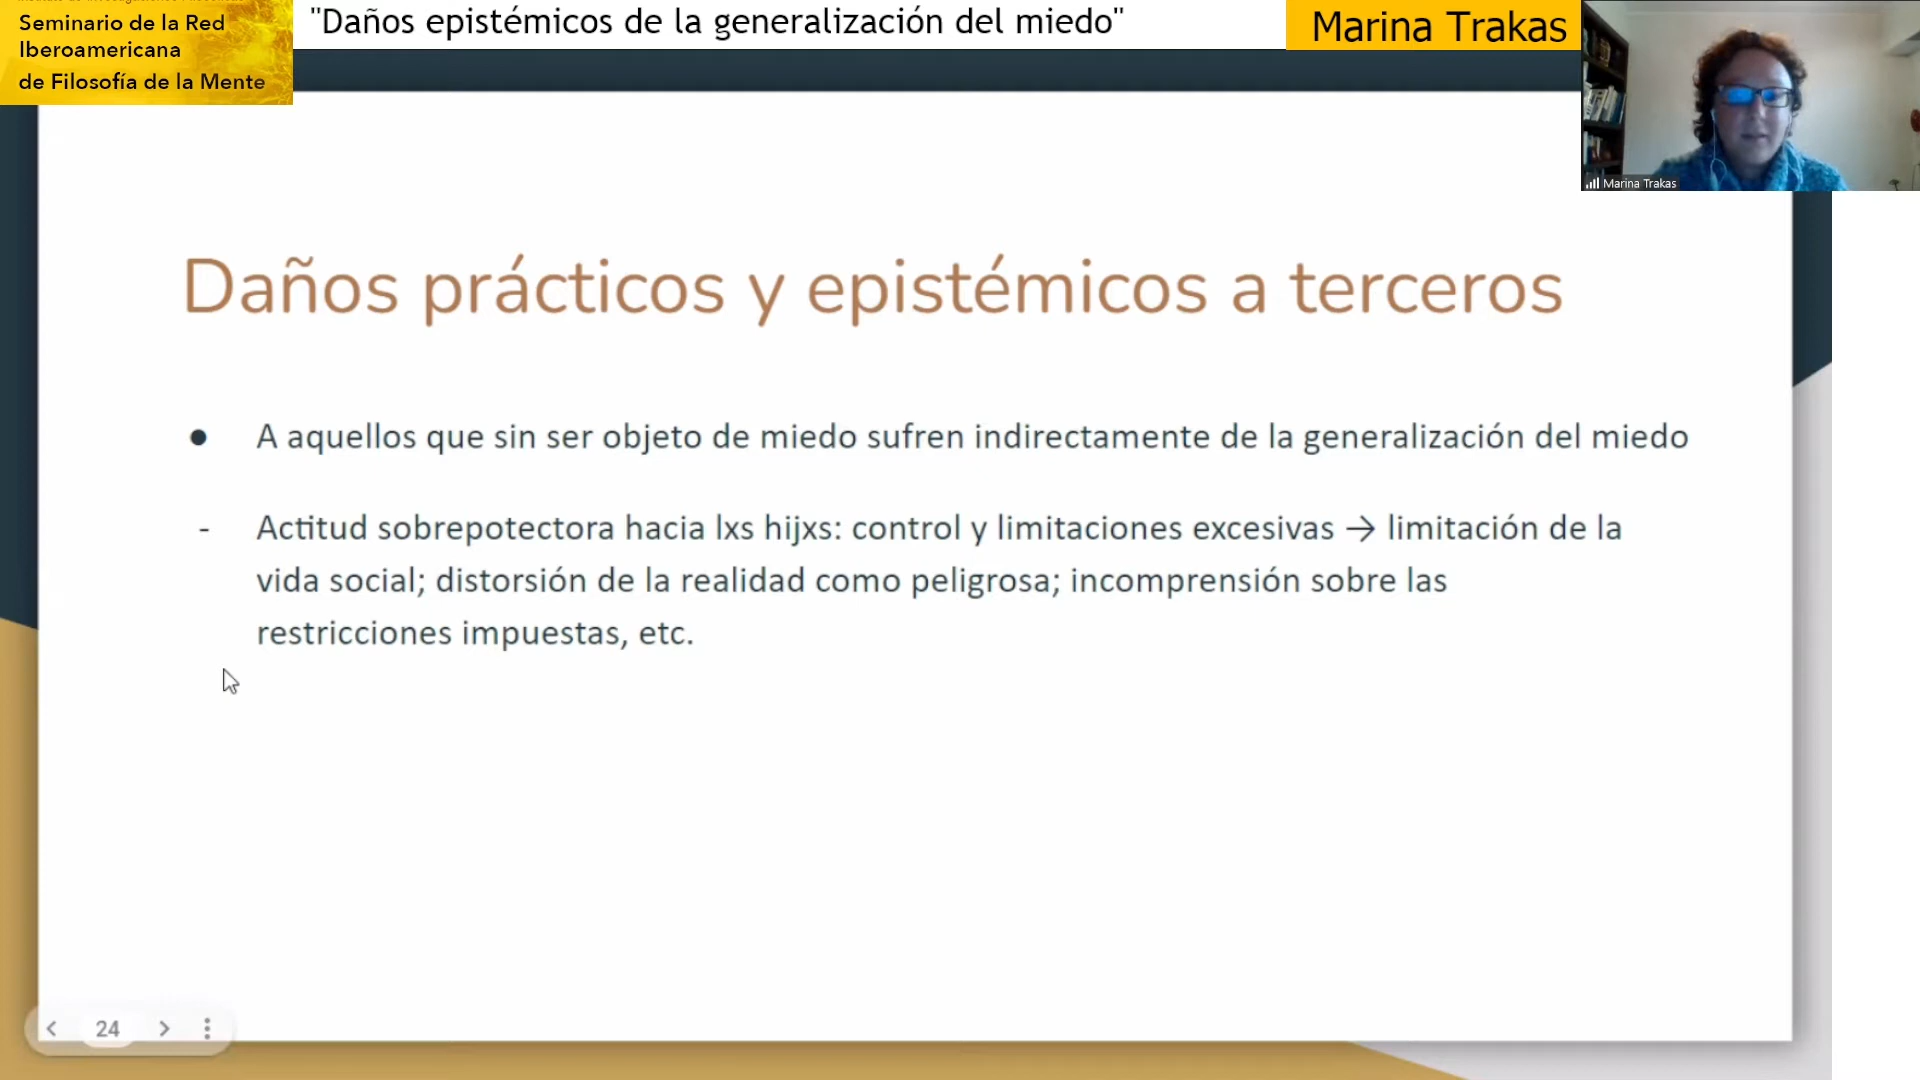 Seminario de la Red
Iberoamericana
de Filosofía de la Mente
"Daños epistémicos de la generalización del miedo"
Marina Trakas
Marina Trakas
Daños prácticos y epistémicos a terceros
● A aquellos que sin ser objeto de miedo sufren indirectamente de la generalización del miedo
- Actitud sobrepotectora hacia lxs hijxs: control y limitaciones excesivas → limitación de la
vida social; distorsión de la realidad como peligrosa; incomprensión sobre las
restricciones impuestas, etc.
24